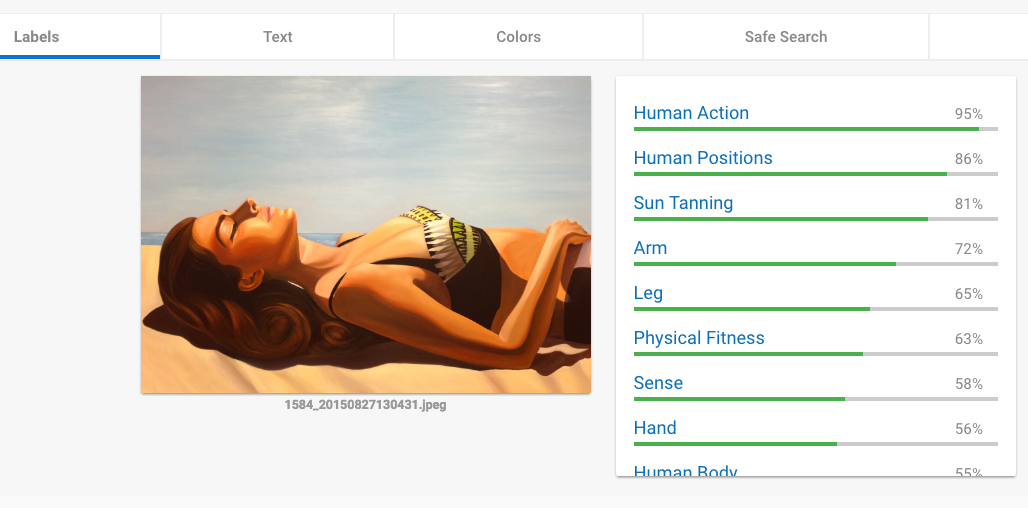 Labels
Text
Colors
Safe Search
1584_20150827130431.jpeg
Human Action 95%
Human Positions 86%
Sun Tanning 81%
Arm 72%
Leg 65%
Physical Fitness 63%
Sense 58%
Hand 56%
Human Body 55%